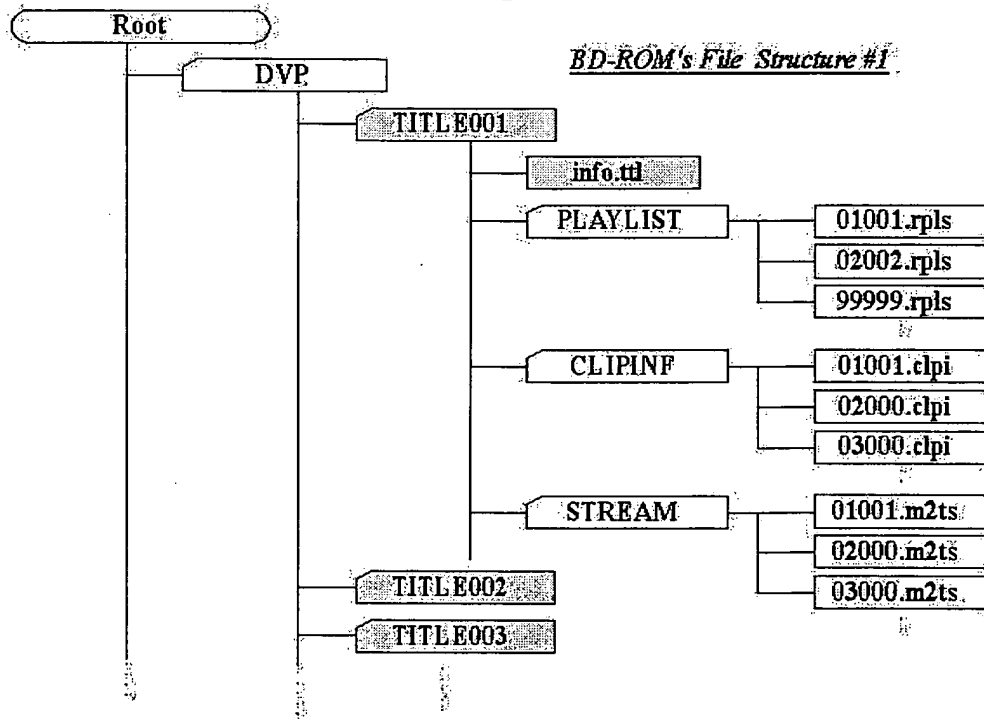 Root
BD-ROM's File Structure #1
DVP
TITLE001
info.ttl
PLAYLIST
01001.rpls
02002.rpls
99999.rpls
CLIPINF
01001.clpi
02000.clpi
03000.clpi
STREAM
01001.m2ts
02000.m2ts
03000.m2ts
TITLE002
TITLE003